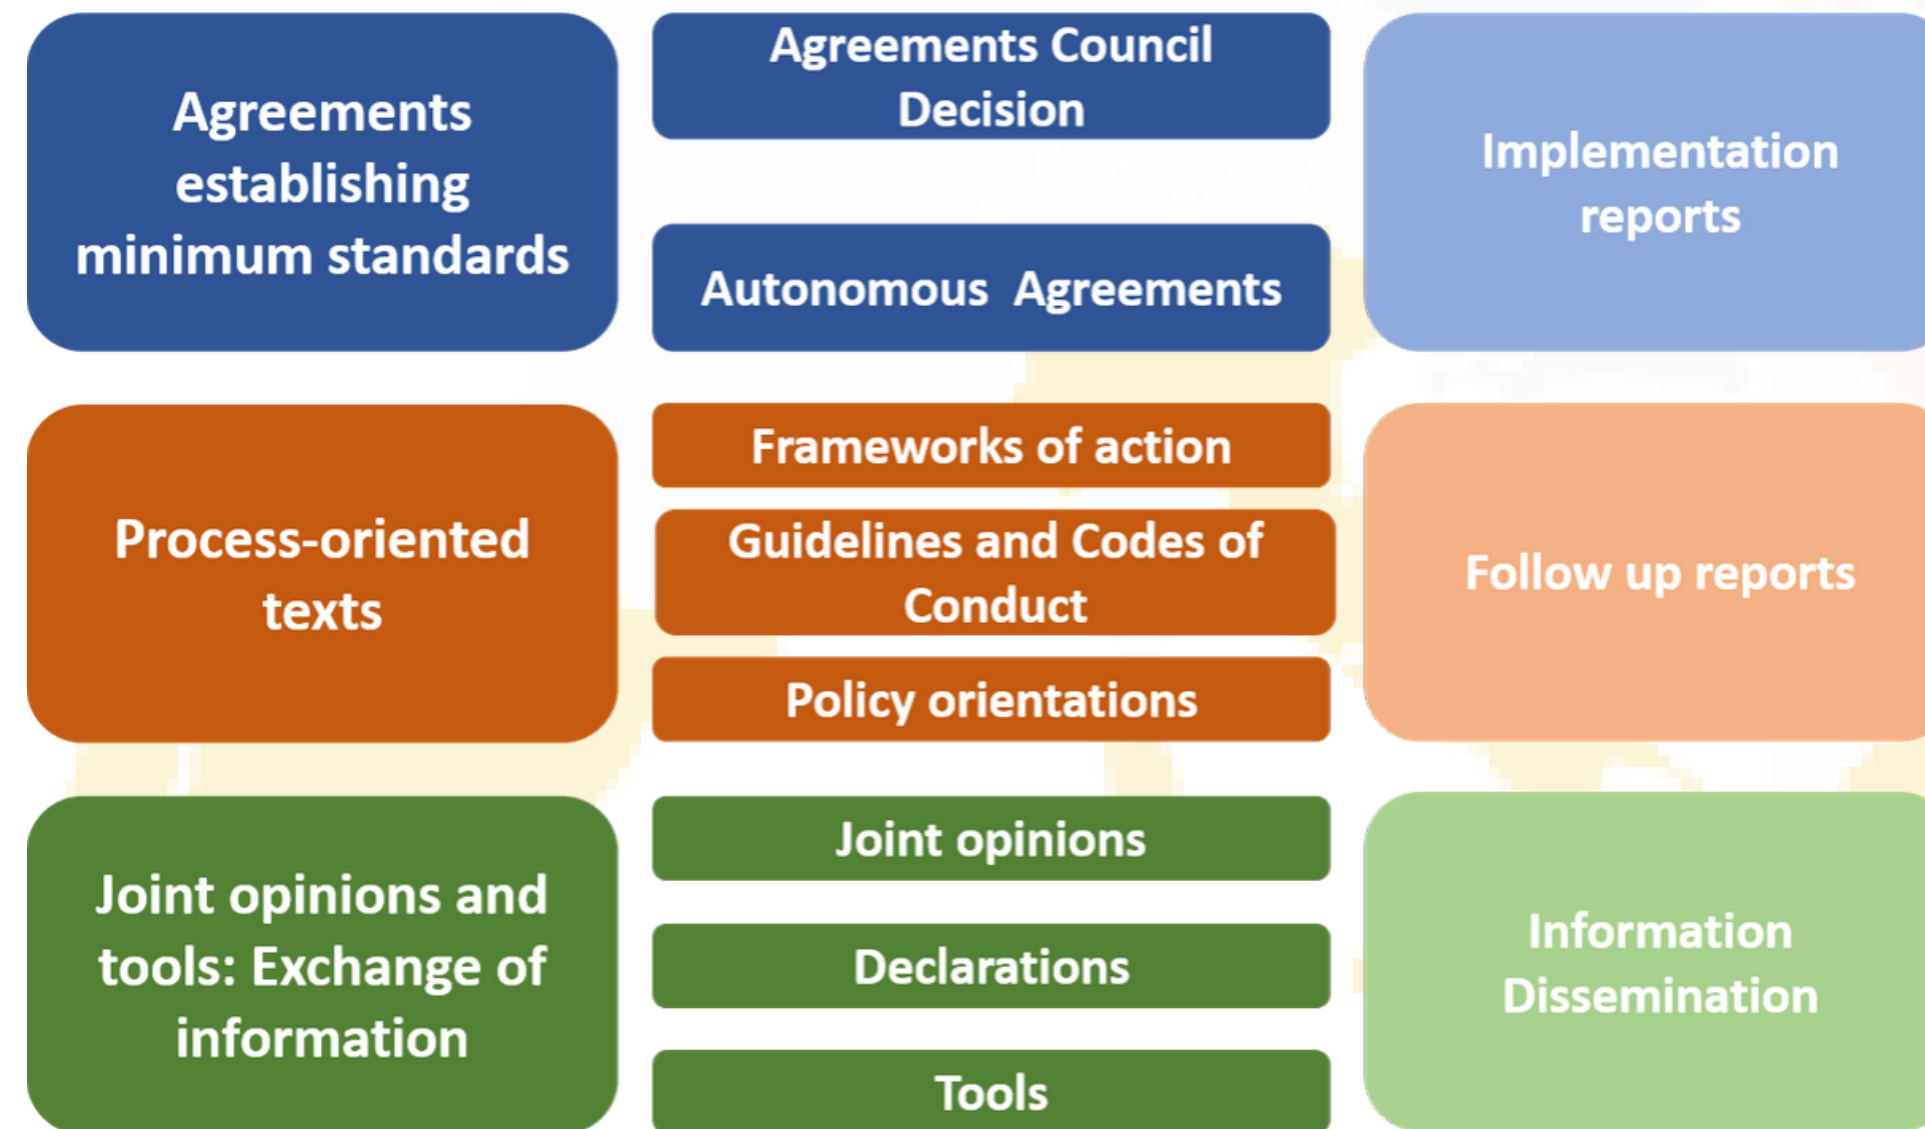 Agreements
establishing
minimum standards
Agreements Council
Decision
Autonomous Agreements
Implementation
reports
Process-oriented
texts
Frameworks of action
Guidelines and Codes of
Conduct
Policy orientations
Follow up reports
Joint opinions and
tools: Exchange of
information
Joint opinions
Declarations
Tools
Information
Dissemination